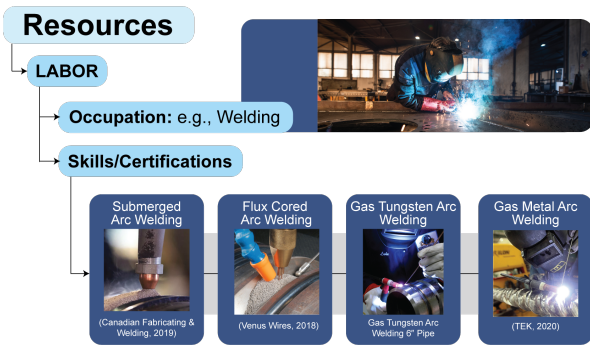 Resources
LABOR
Occupation: e.g., Welding
Skills/Certifications
Submerged
Arc Welding
(Canadian Fabricating &
Welding, 2019)
Flux Cored
Arc Welding
(Venus Wires, 2018)
Gas Tungsten Arc
Welding
Gas Tungsten Arc
Welding 6" Pipe
Gas Metal Arc
Welding
(TEK, 2020)